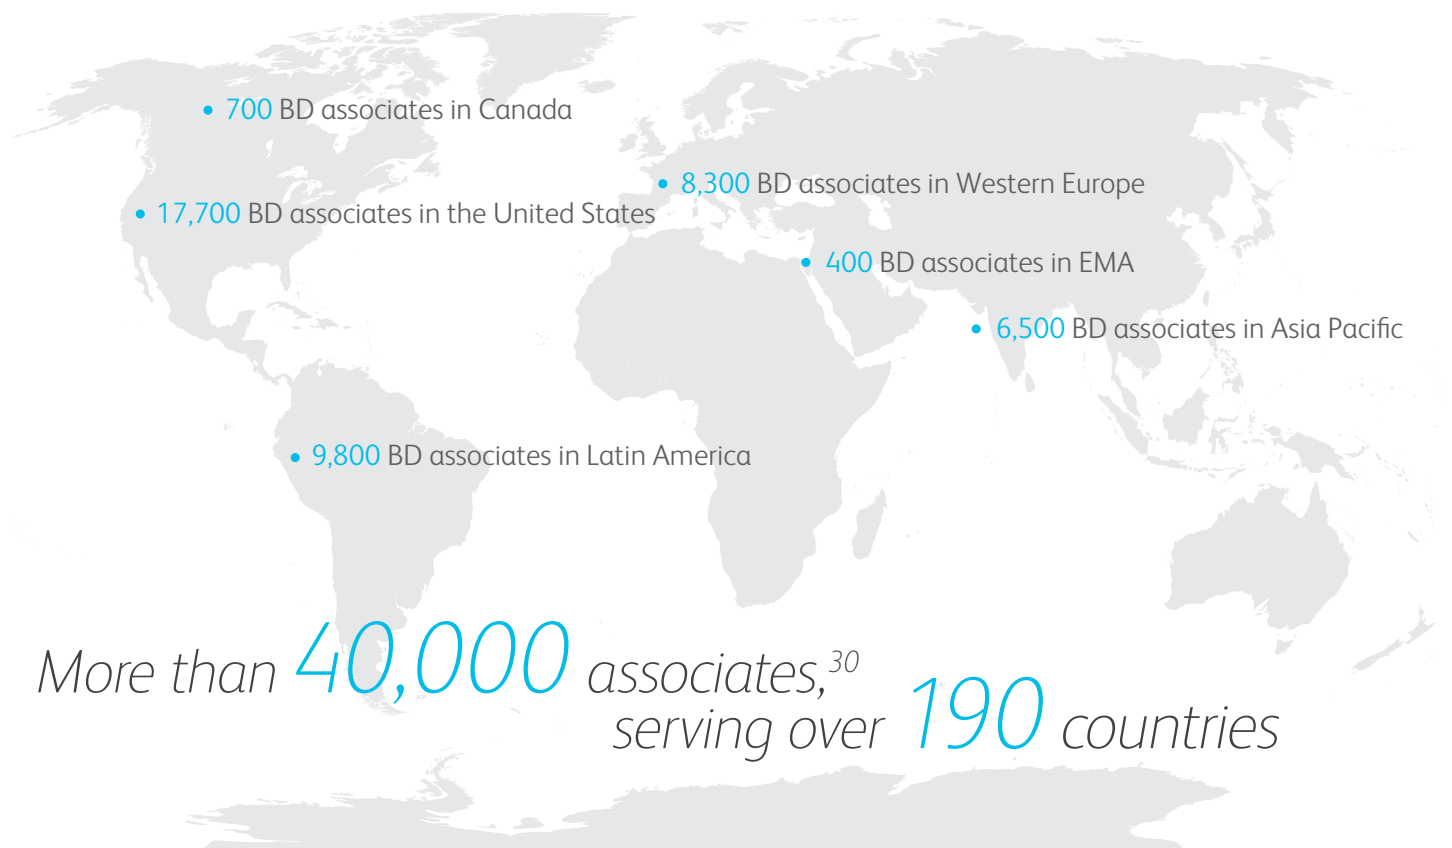 • 700 BD associates in Canada
• 8,300 BD associates in Western Europe
• 17,700 BD associates in the United States
• 400 BD associates in EMA
• 6,500 BD associates in Asia Pacific
• 9,800 BD associates in Latin America
More than 40,000 associates,30
serving over 190 countries